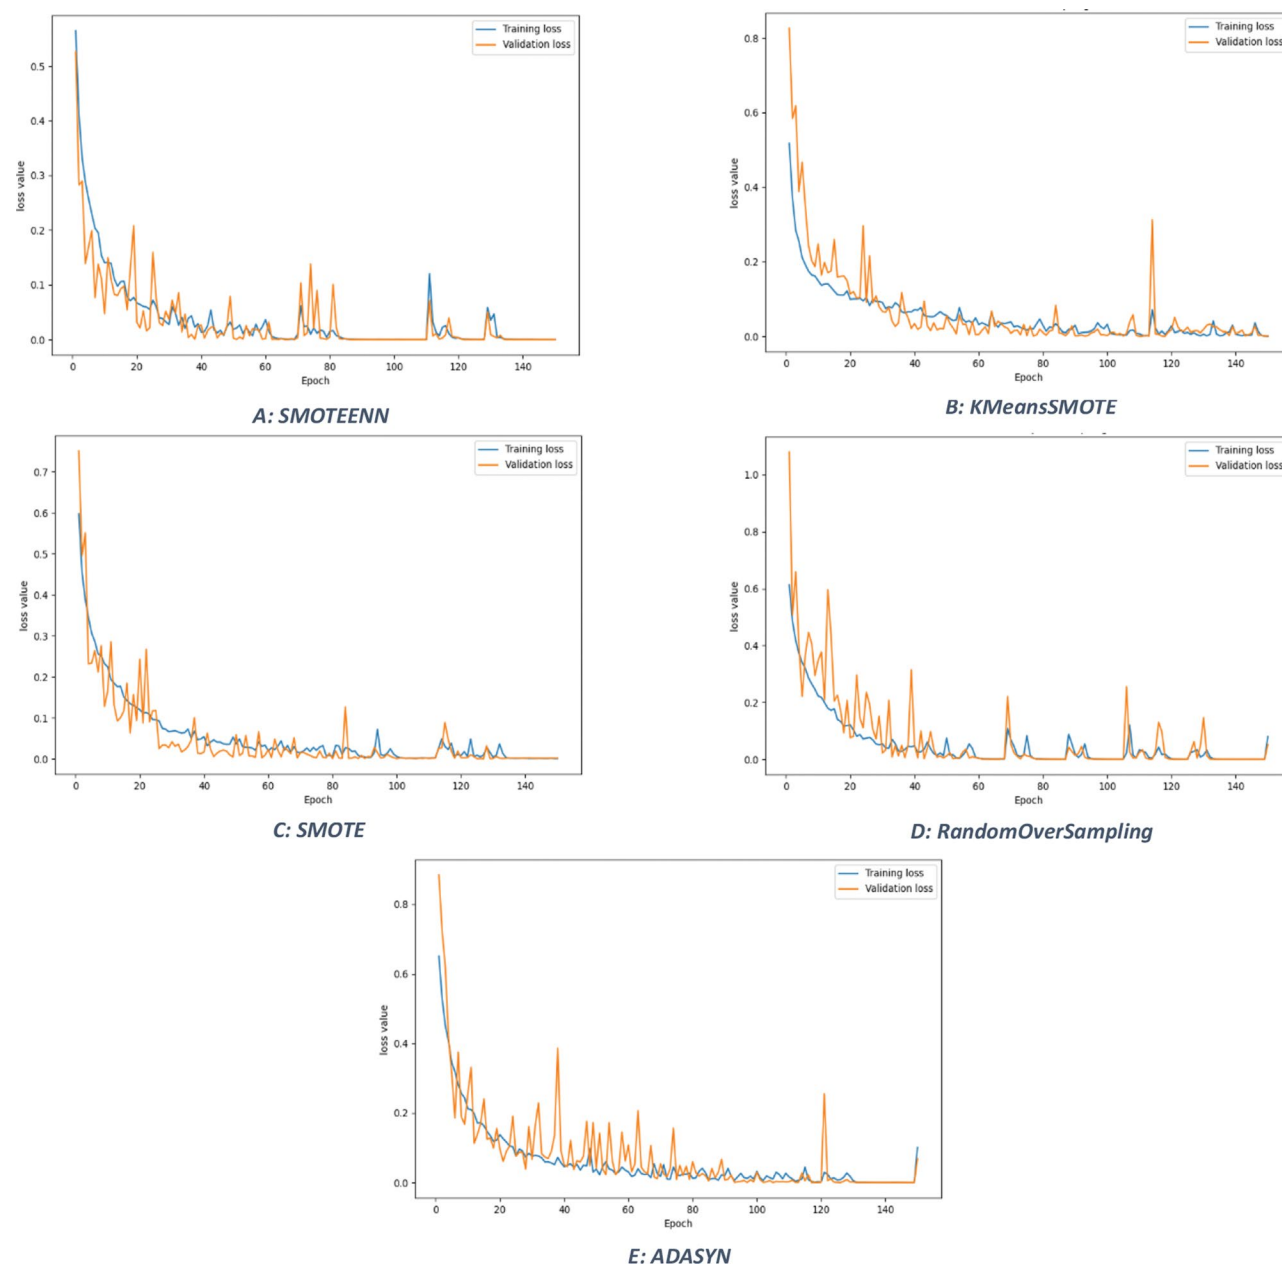 Training loss
Validation loss
0.5
0.4
0.3
0.2
0.1
0.0
loss value
0 20 40 60 80 100 120 140
Epoch
A: SMOTEENN
Training loss
Validation loss
0.8
0.6
0.4
0.2
0.0
loss value
0 20 40 60 80 100 120 140
Epoch
B: KMeansSMOTE
Training loss
Validation loss
0.7
0.6
0.5
0.4
0.3
0.2
0.1
0.0
loss value
0 20 40 60 80 100 120 140
Epoch
C: SMOTE
Training loss
Validation loss
1.0
0.8
0.6
0.4
0.2
0.0
loss value
0 20 40 60 80 100 120 140
Epoch
D: RandomOverSampling
Training loss
Validation loss
0.8
0.6
0.4
0.2
0.0
loss value
0 20 40 60 80 100 120 140
Epoch
E: ADASYN